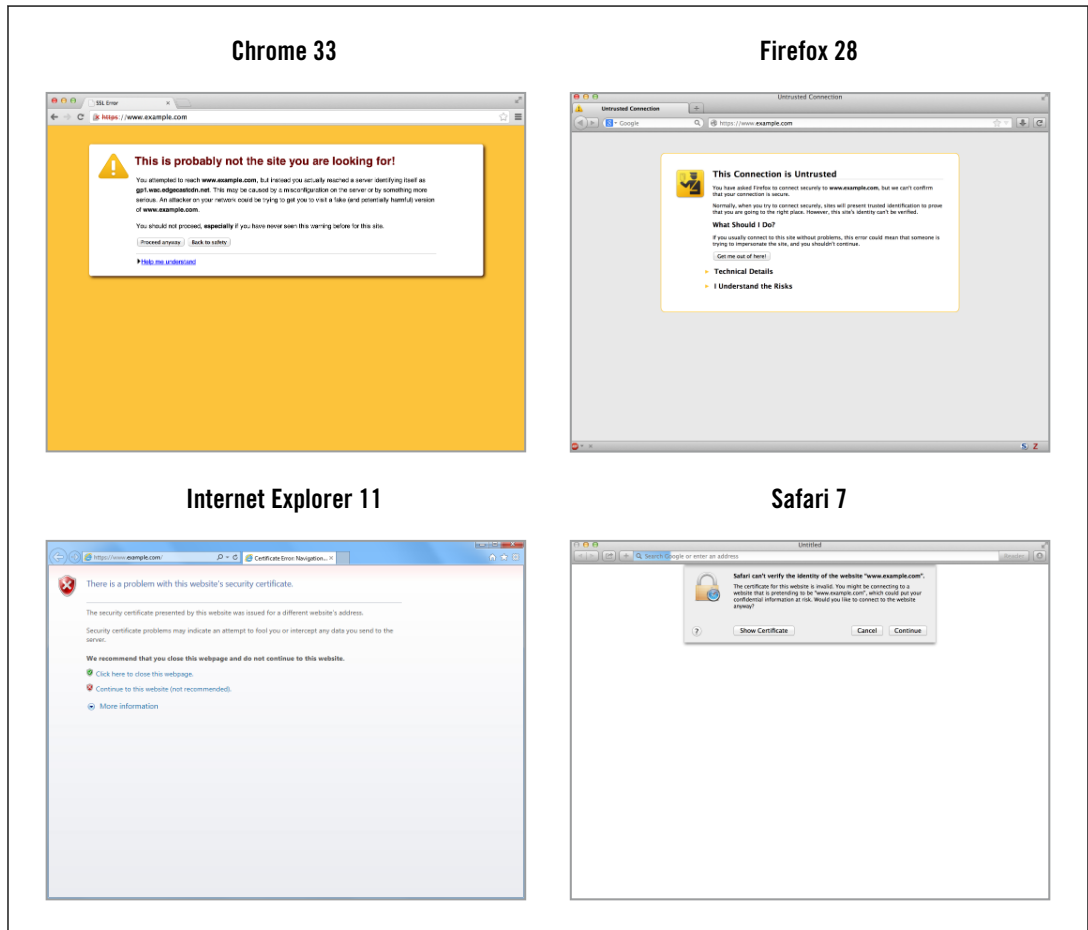 Chrome 33
Firefox 28
SSL Error
https://www.example.com
This is probably not the site you are looking for!
You attempted to reach www.example.com, but instead you actually reached a server identifying itself as
gp1.wac.edgecastcdn.net. This may be caused by a misconfiguration on the server or by something more
serious. An attacker on your network could be trying to get you to visit a fake (and potentially harmful) version
of www.example.com.
You should not proceed, especially if you have never seen this warning before for this site.
Proceed anyway
Back to safety
Help me understand
Untrusted Connection
Untrusted Connection
Google
https://www.example.com
This Connection is Untrusted
You have asked Firefox to connect securely to www.example.com, but we can't confirm
that your connection is secure.
Normally, when you try to connect securely, sites will present trusted identification to prove
that you are going to the right place. However, this site's identity can't be verified.
What Should I Do?
If you usually connect to this site without problems, this error could mean that someone is
trying to impersonate the site, and you shouldn't continue.
Get me out of here!
Technical Details
I Understand the Risks
S Z
Internet Explorer 11
Safari 7
https://www.example.com/
Certificate Error: Navigation...
There is a problem with this website's security certificate.
The security certificate presented by this website was issued for a different website's address.
Security certificate problems may indicate an attempt to fool you or intercept any data you send to the
server.
We recommend that you close this webpage and do not continue to this website.
Click here to close this webpage.
Continue to this website (not recommended).
More information
Untitled
Search Google or enter an address
Reader
Safari can't verify the identity of the website "www.example.com".
The certificate for this website is invalid. You might be connecting to a
website that is pretending to be "www.example.com", which could put your
confidential information at risk. Would you like to connect to the website
anyway?
?
Show Certificate
Cancel
Continue